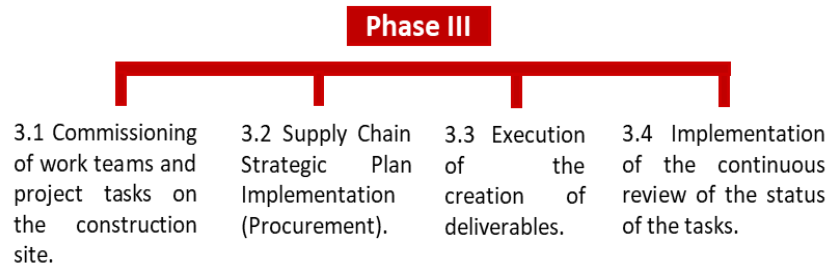 Phase III
3.1 Commissioning
of work teams and
project tasks on
the construction
site.
3.2 Supply Chain
Strategic Plan
Implementation
(Procurement).
3.3 Execution
of the
creation of
deliverables.
3.4 Implementation
of the continuous
review of the status
of the tasks.